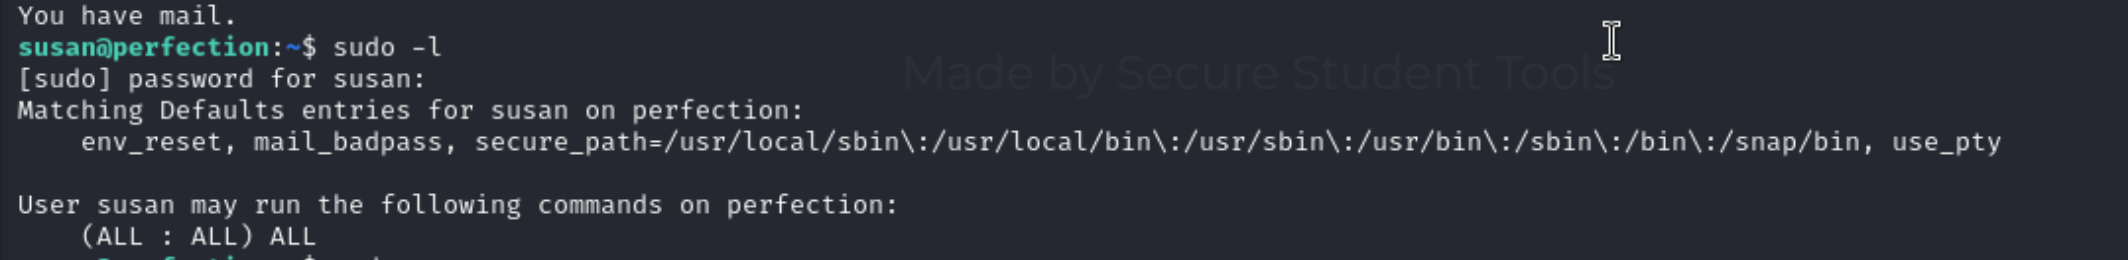 You have mail.
susan@perfection:~$ sudo -l
[sudo] password for susan:
Made by Secure Student Tools
Matching Defaults entries for susan on perfection:
    env_reset, mail_badpass, secure_path=/usr/local/sbin\:/usr/local/bin\:/usr/sbin\:/usr/bin\:/sbin\:/bin\:/snap/bin, use_pty
User susan may run the following commands on perfection:
    (ALL : ALL) ALL